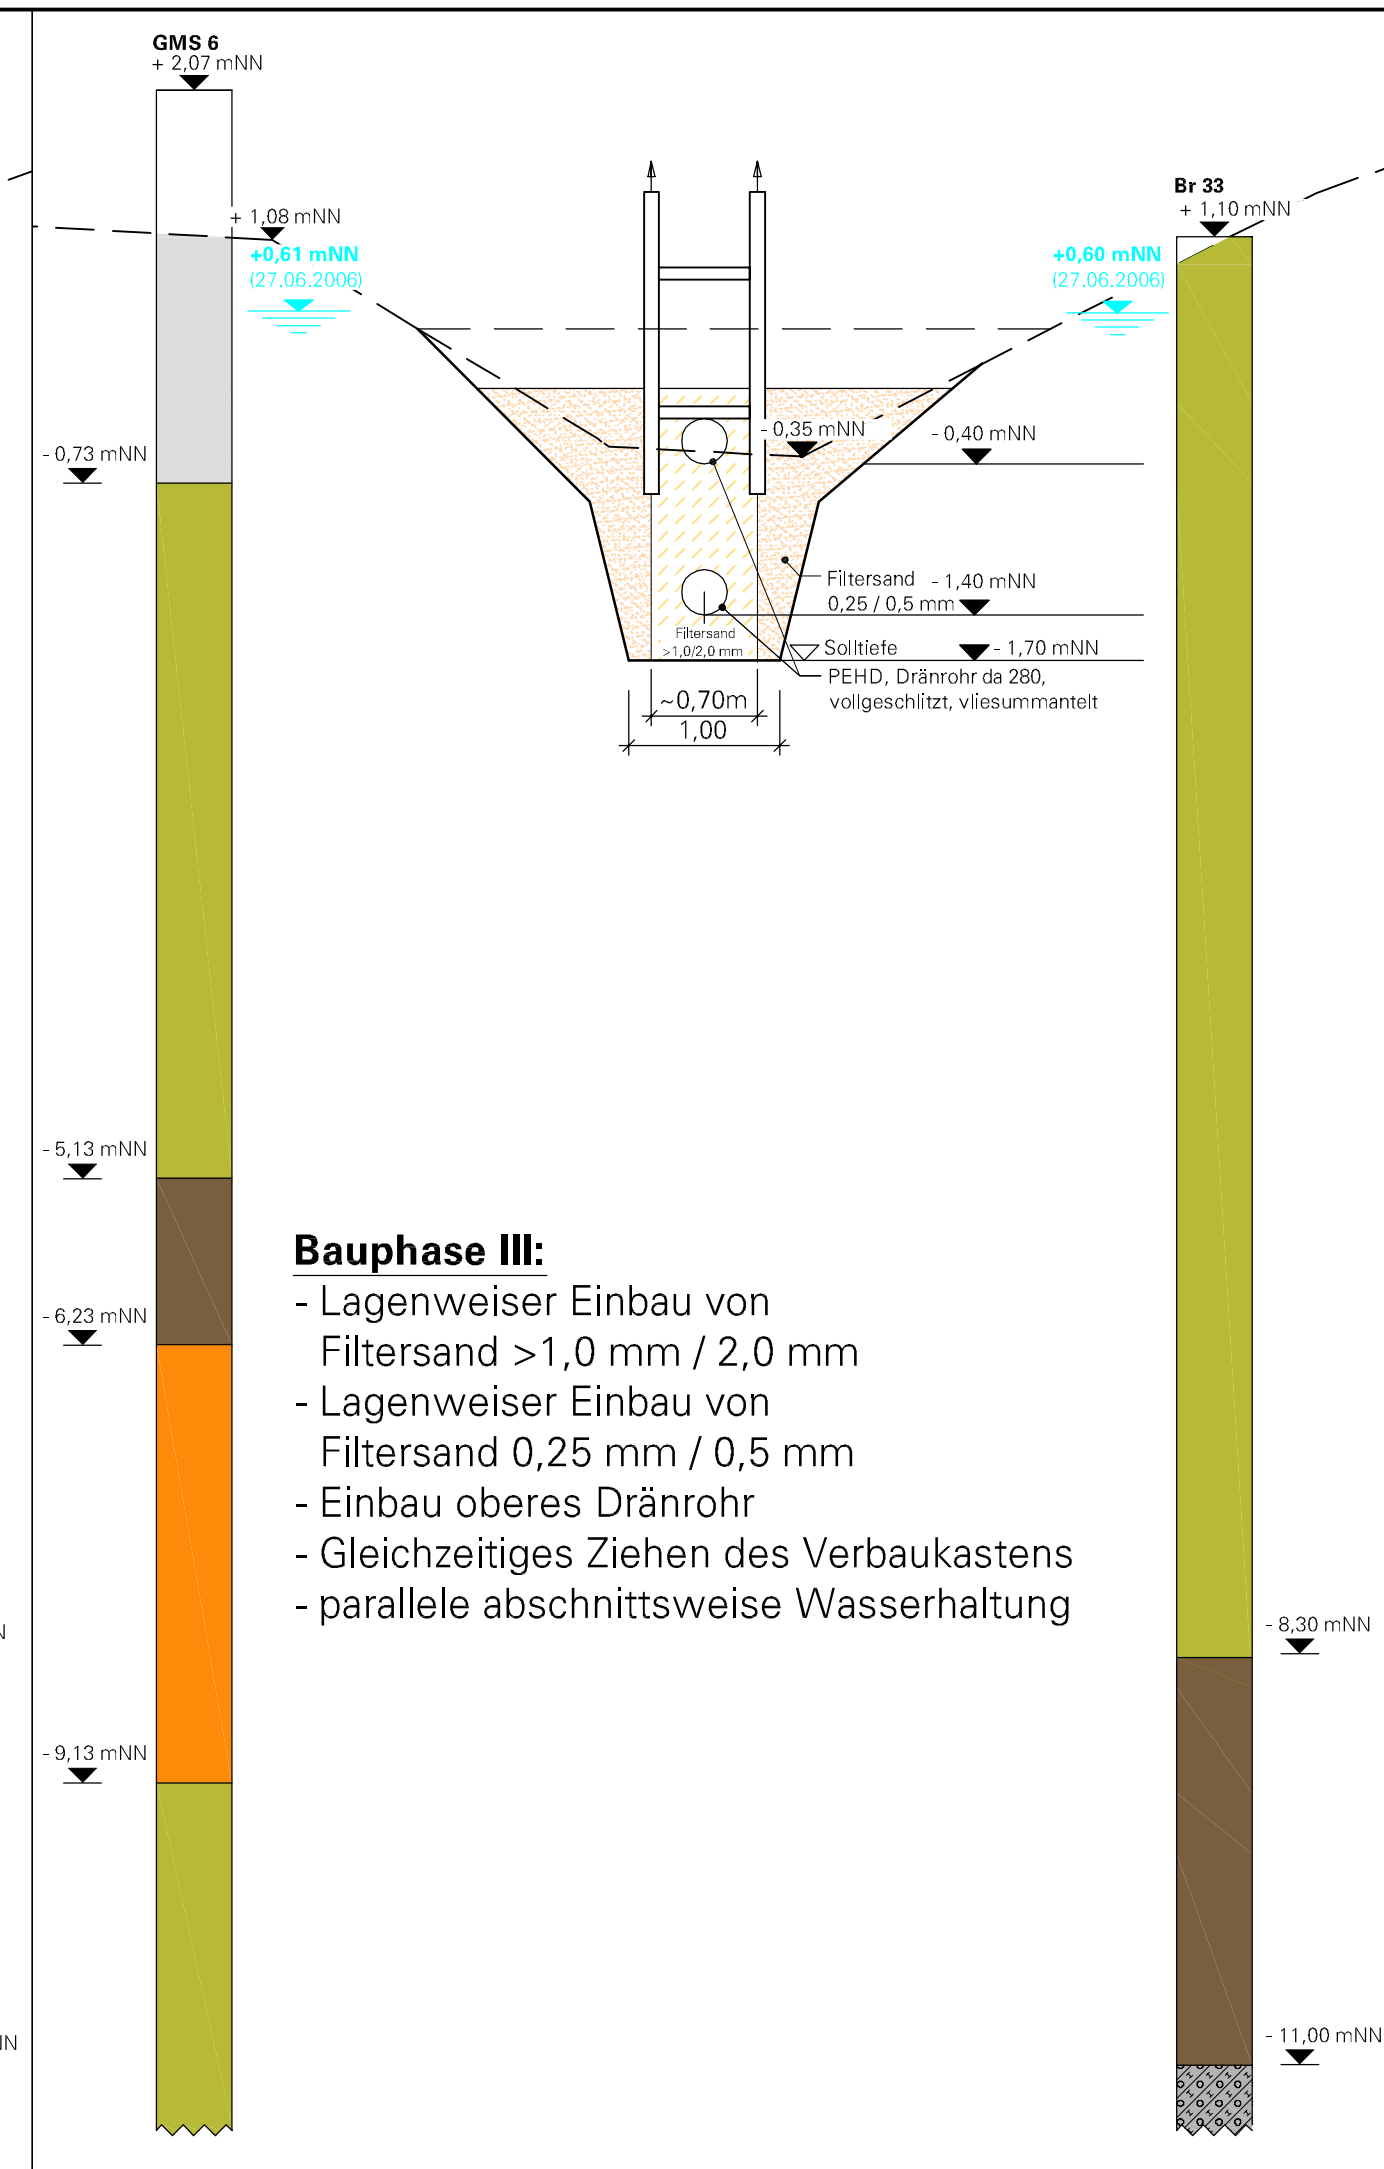 GMS 6
+ 2,07 mNN
+ 1,08 mNN
+0,61 mNN
(27.06.2006)
Br 33
+ 1,10 mNN
+0,60 mNN
(27.06.2006)
- 0,73 mNN
- 0,35 mNN
- 0,40 mNN
Filtersand
0,25 / 0,5 mm
- 1,40 mNN
Filtersand
>1,0/2,0 mm
Solltiefe
- 1,70 mNN
PEHD, Dränrohr da 280,
vollgeschlitzt, vliesummantelt
~0,70m
1,00
- 5,13 mNN
- 6,23 mNN
- 9,13 mNN
Bauphase III:
- Lagenweiser Einbau von
Filtersand >1,0 mm / 2,0 mm
- Lagenweiser Einbau von
Filtersand 0,25 mm / 0,5 mm
- Einbau oberes Dränrohr
- Gleichzeitiges Ziehen des Verbaukastens
- parallele abschnittsweise Wasserhaltung
- 8,30 mNN
- 11,00 mNN